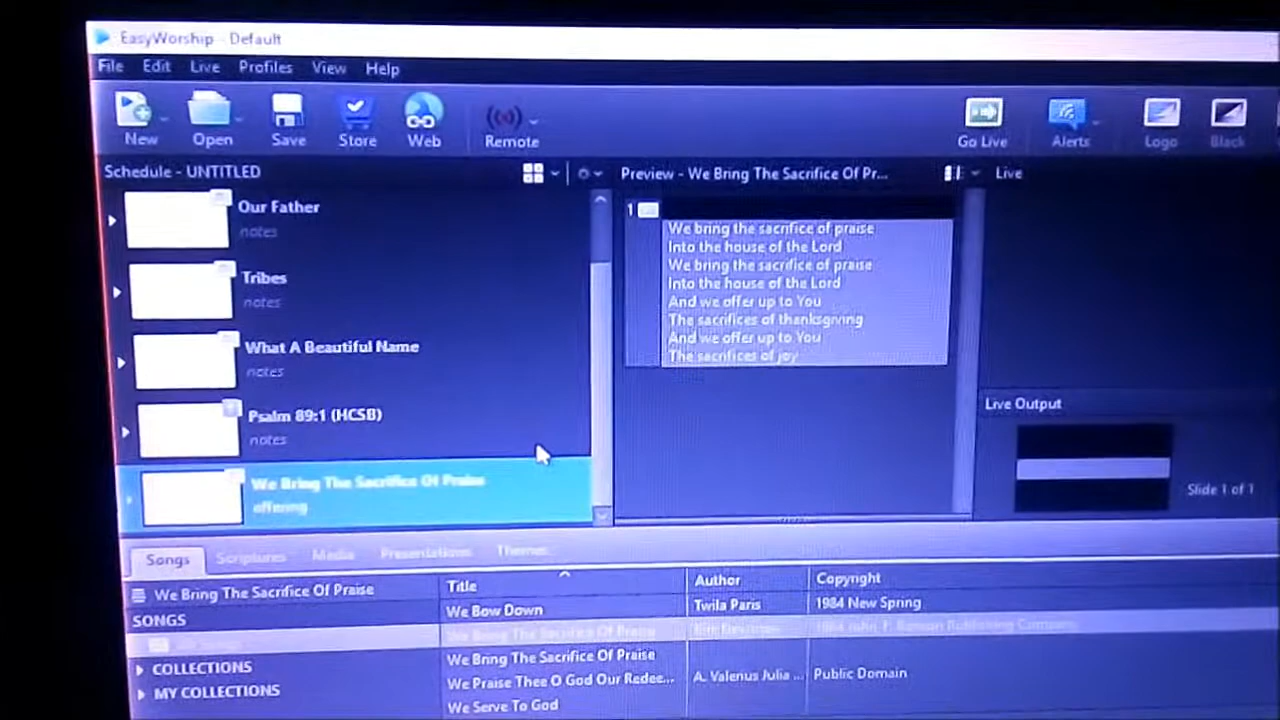 EasyWorship - Default
File Edit Live Profiles View Help
New Open Save Store Web Remote Go Live Alerts Logo Black
Schedule - UNTITLED
Our Father
notes
Tribes
notes
What A Beautiful Name
notes
Psalm 89:1 (HCSB)
notes
We Bring The Sacrifice Of Praise
offering
Preview - We Bring The Sacrifice Of Pr...
1
We bring the sacrifice of praise
Into the house of the Lord
We bring the sacrifice of praise
Into the house of the Lord
And we offer up to You
The sacrifices of thanksgiving
And we offer up to You
The sacrifices of joy
Live
Live Output
Slide 1 of 1
Songs Scriptures Media Presentations Themes
We Bring The Sacrifice Of Praise
SONGS
COLLECTIONS
MY COLLECTIONS
Title Author Copyright
We Bow Down Twila Paris 1984 New Spring
We Bring The Sacrifice Of Praise
We Bring The Sacrifice Of Praise
We Praise Thee O God Our Redee... A. Valenus Julia ... Public Domain
We Serve To God